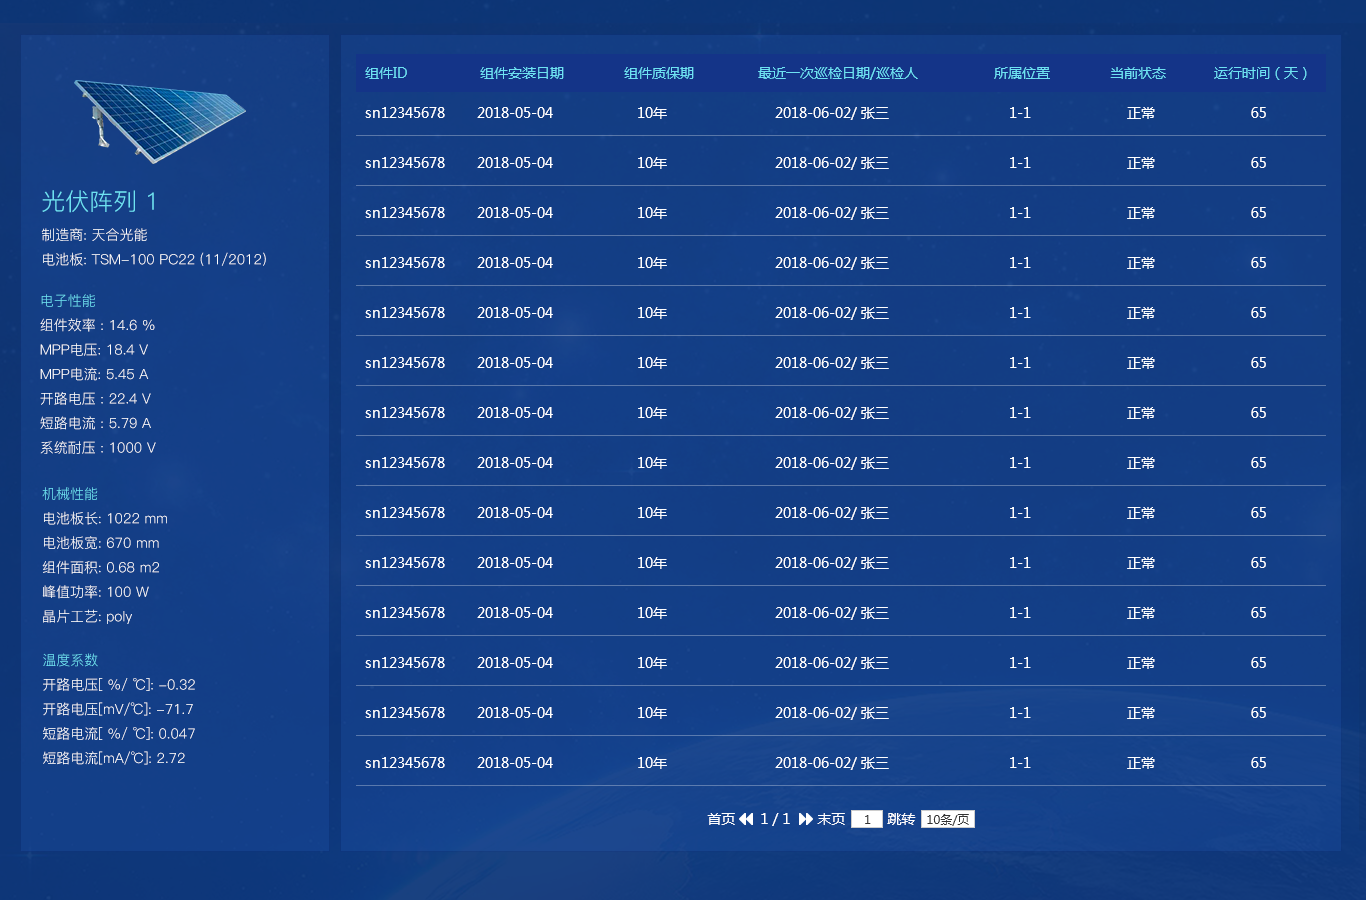 光伏阵列 1
制造商: 天合光能
电池板: TSM-100 PC22 (11/2012)
电子性能
组件效率 : 14.6 %
MPP电压: 18.4 V
MPP电流: 5.45 A
开路电压 : 22.4 V
短路电流 : 5.79 A
系统耐压 : 1000 V
机械性能
电池板长: 1022 mm
电池板宽: 670 mm
组件面积: 0.68 m2
峰值功率: 100 W
晶片工艺: poly
温度系数
开路电压[ %/ ℃]: -0.32
开路电压[mV/℃]: -71.7
短路电流[ %/ ℃]: 0.047
短路电流[mA/℃]: 2.72
组件ID 组件安装日期 组件质保期 最近一次巡检日期/巡检人 所属位置 当前状态 运行时间（天）
sn12345678 2018-05-04 10年 2018-06-02/ 张三 1-1 正常 65
sn12345678 2018-05-04 10年 2018-06-02/ 张三 1-1 正常 65
sn12345678 2018-05-04 10年 2018-06-02/ 张三 1-1 正常 65
sn12345678 2018-05-04 10年 2018-06-02/ 张三 1-1 正常 65
sn12345678 2018-05-04 10年 2018-06-02/ 张三 1-1 正常 65
sn12345678 2018-05-04 10年 2018-06-02/ 张三 1-1 正常 65
sn12345678 2018-05-04 10年 2018-06-02/ 张三 1-1 正常 65
sn12345678 2018-05-04 10年 2018-06-02/ 张三 1-1 正常 65
sn12345678 2018-05-04 10年 2018-06-02/ 张三 1-1 正常 65
sn12345678 2018-05-04 10年 2018-06-02/ 张三 1-1 正常 65
sn12345678 2018-05-04 10年 2018-06-02/ 张三 1-1 正常 65
sn12345678 2018-05-04 10年 2018-06-02/ 张三 1-1 正常 65
sn12345678 2018-05-04 10年 2018-06-02/ 张三 1-1 正常 65
sn12345678 2018-05-04 10年 2018-06-02/ 张三 1-1 正常 65
首页 1 / 1 末页 1 跳转 10条/页